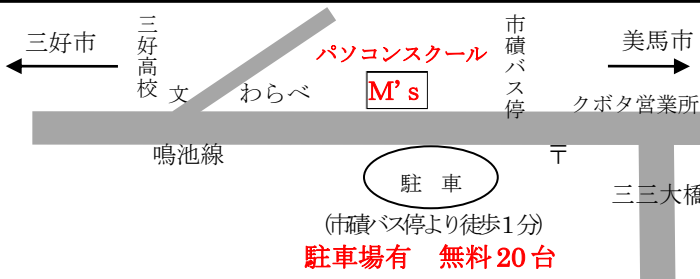 三好市
三好高校
文
わらべ
パソコンスクール
M's
市磧バス停
美馬市
クボタ営業所
鳴池線
〒
駐 車
三三大橋
(市磧バス停より徒歩1分)
駐車場有 無料20台